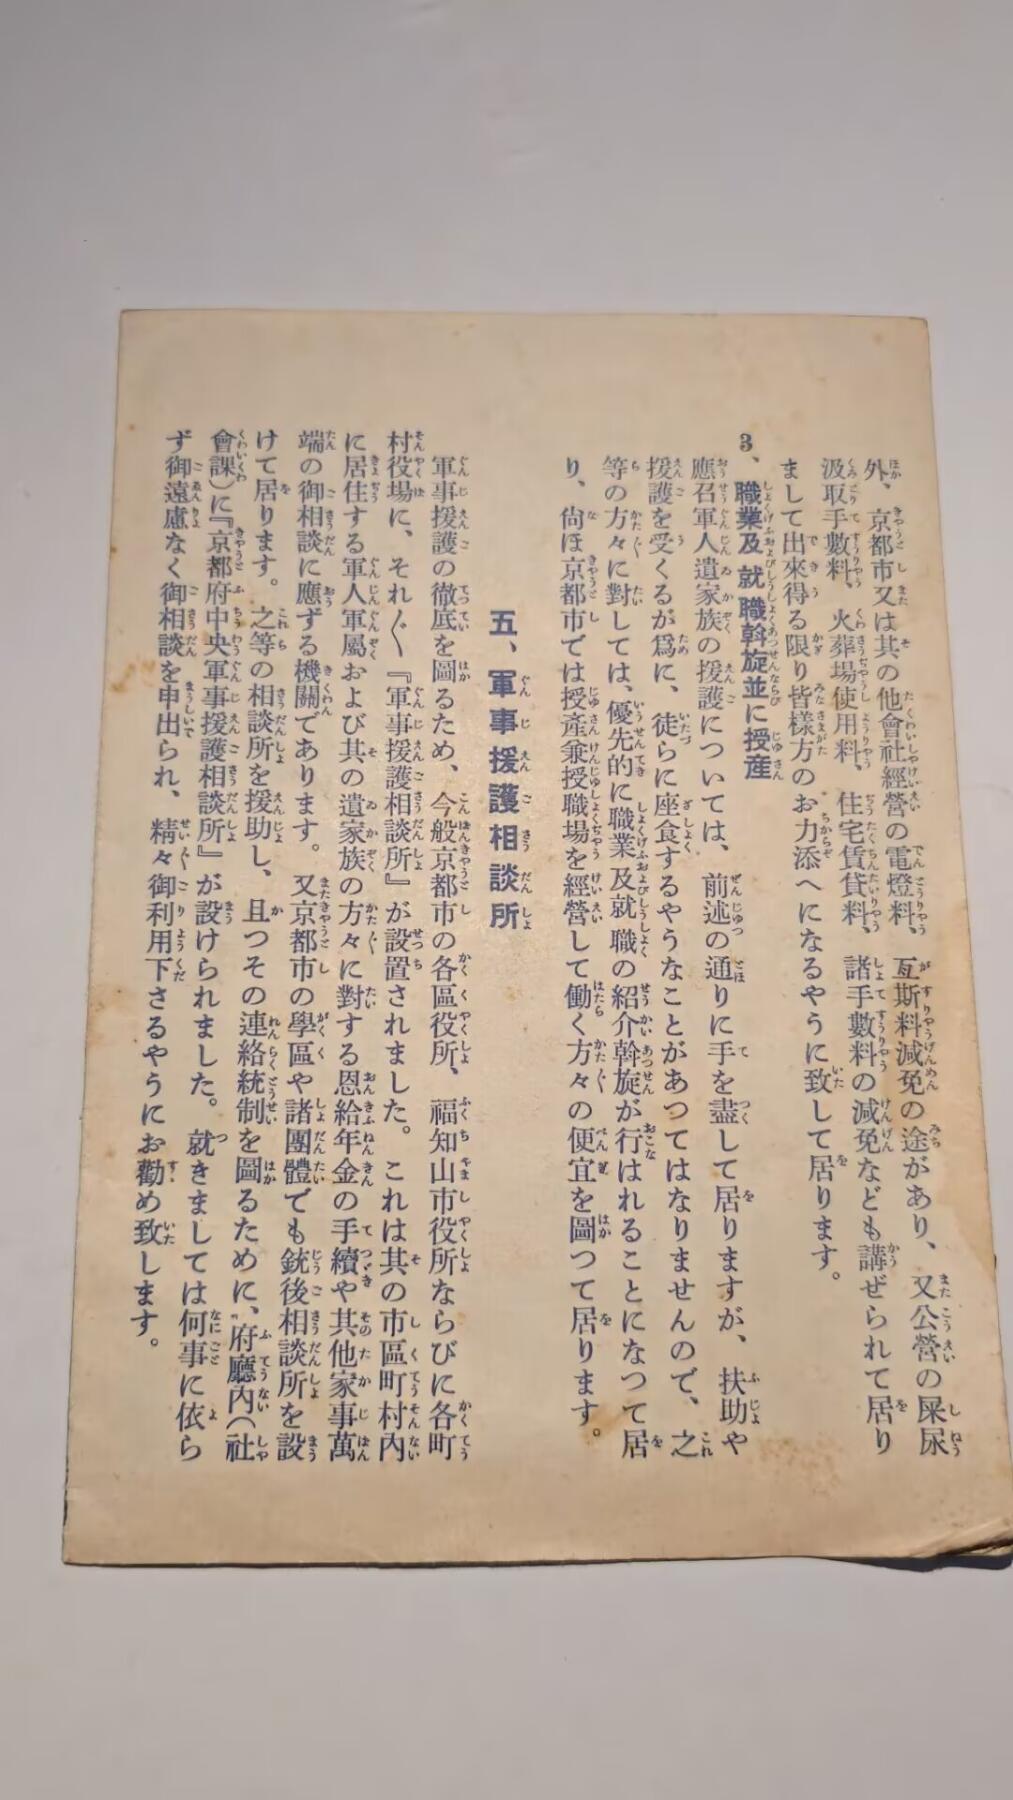 外、京都市又は其の他會社經營の電燈料、瓦斯料減免の途があり、又公營の屎尿
汲取手數料、火葬場使用料、住宅賃貸料、諸手數料の減免なども講ぜられて居り
まして出來得る限り皆樣方のお力添へになるやうに致して居ります。
3、職業及就職斡旋並に授産
應召軍人遺家族の援護については、前述の通りに手を盡して居りますが、扶助や
援護を受くるが爲に、徒らに座食するやうなことがあつてはなりませんので、之
等の方々に對しては、優先的に職業及就職の紹介斡旋が行はれることになつて居
り、尙ほ京都市では授産兼授職場を經營して働く方々の便宜を圖つて居ります。
五、軍事援護相談所
軍事援護の徹底を圖るため、今般京都市の各區役所、福知山市役所ならびに各町
村役場に、それ〲『軍事援護相談所』が設置されました。これは其の市區町村內
に居住する軍人軍屬および其の遺家族の方々に對する恩給年金の手續や其他家事萬
端の御相談に應ずる機關であります。又京都市の學區や諸團體でも銃後相談所を設
けて居ります。之等の相談所を援助し、且つその連絡統制を圖るために、府廳內(社
會課)に『京都府中央軍事援護相談所』が設けられました。就きましては何事に依ら
ず御遠慮なく御相談を申出られ、精々御利用下さるやうにお勸め致します。